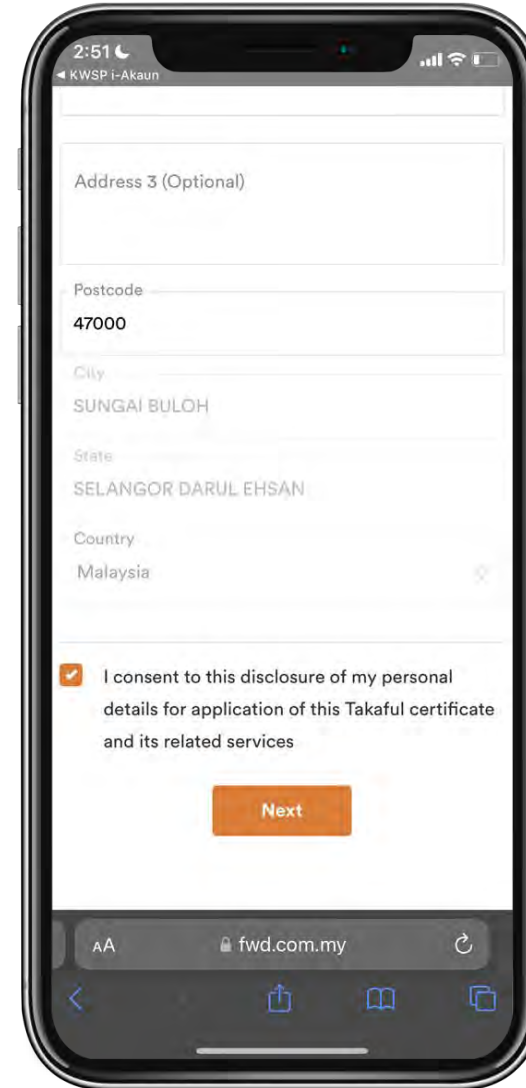 2:51
◀ KWSP i-Akaun
Address 3 (Optional)
Postcode
47000
City
SUNGAI BULOH
State
SELANGOR DARUL EHSAN
Country
Malaysia
I consent to this disclosure of my personal
details for application of this Takaful certificate
and its related services
Next
AA
fwd.com.my